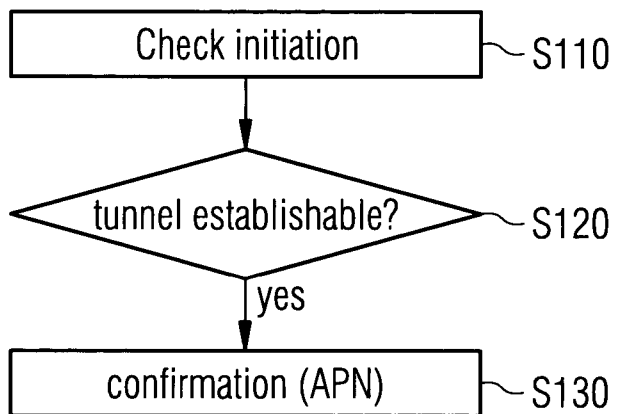 Check initiation
S110
tunnel establishable?
S120
yes
confirmation (APN)
S130